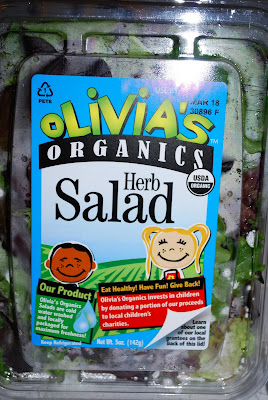 PETE
USE BY
MAR 18
30896 F
OLIVIA'S™
ORGANICS
USDA
ORGANIC
Herb
Salad
Our Product
Olivia's Organics
Salads are cold
water washed
and locally
packaged for
maximum freshness!
Keep Refrigerated
Eat Healthy! Have Fun! Give Back!
Olivia's Organics invests in children
by donating a portion of our proceeds
to local children's
charities.
Learn
about one
of our local
grantees on the
back of this lid!
Net Wt. 5oz. (142g)